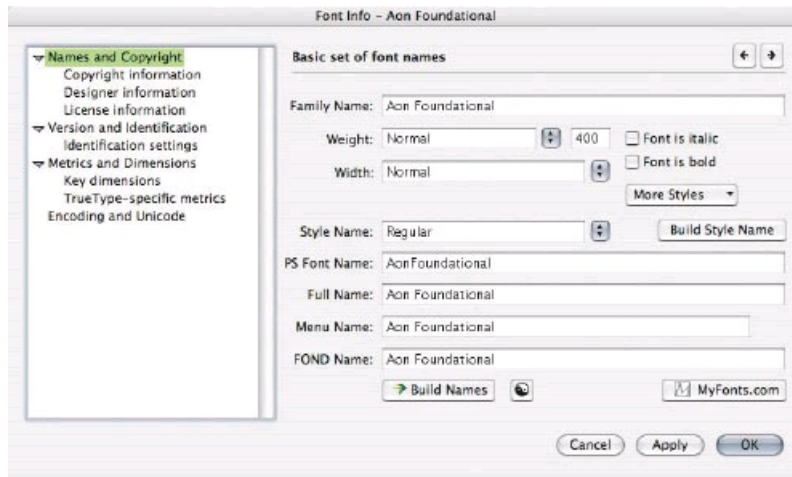 Font Info – Aon Foundational
Names and Copyright
Copyright information
Designer information
License information
Version and Identification
Identification settings
Metrics and Dimensions
Key dimensions
TrueType-specific metrics
Encoding and Unicode
Basic set of font names
Family Name: Aon Foundational
Weight: Normal 400 Font is italic
Font is bold
Width: Normal
More Styles
Style Name: Regular Build Style Name
PS Font Name: AonFoundational
Full Name: Aon Foundational
Menu Name: Aon Foundational
FOND Name: Aon Foundational
Build Names MyFonts.com
Cancel Apply OK